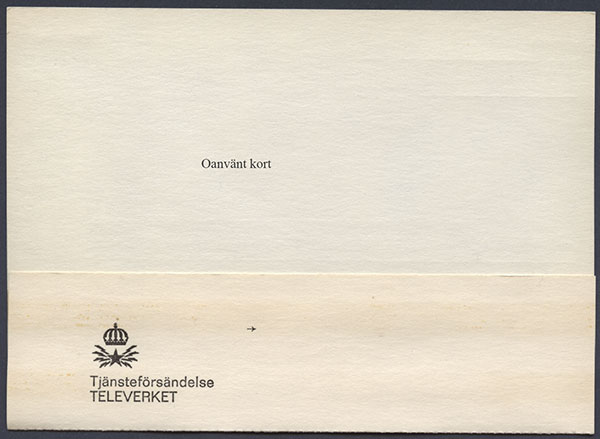 Oanvänt kort
→
Tjänsteförsändelse
TELEVERKET